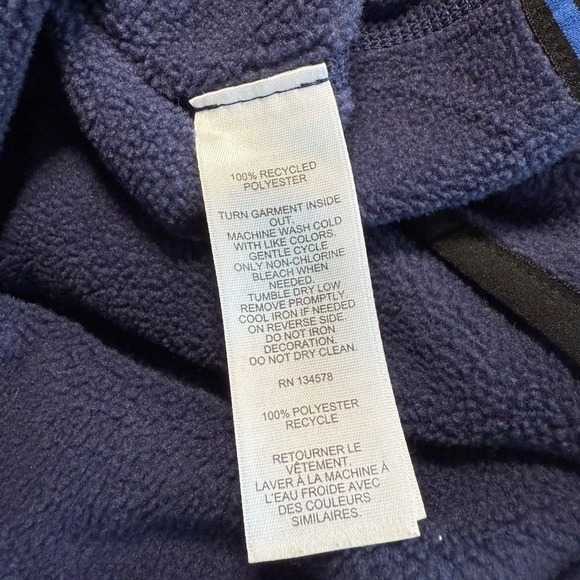 100% RECYCLED
POLYESTER
TURN GARMENT INSIDE
OUT.
MACHINE WASH COLD
WITH LIKE COLORS.
GENTLE CYCLE
ONLY NON-CHLORINE
BLEACH WHEN
NEEDED.
TUMBLE DRY LOW
REMOVE PROMPTLY
COOL IRON IF NEEDED
ON REVERSE SIDE.
DO NOT IRON
DECORATION.
DO NOT DRY CLEAN.
RN 134578
100% POLYESTER
RECYCLE
RETOURNER LE
VÊTEMENT.
LAVER À LA MACHINE À
L'EAU FROIDE AVEC
DES COULEURS
SIMILAIRES.